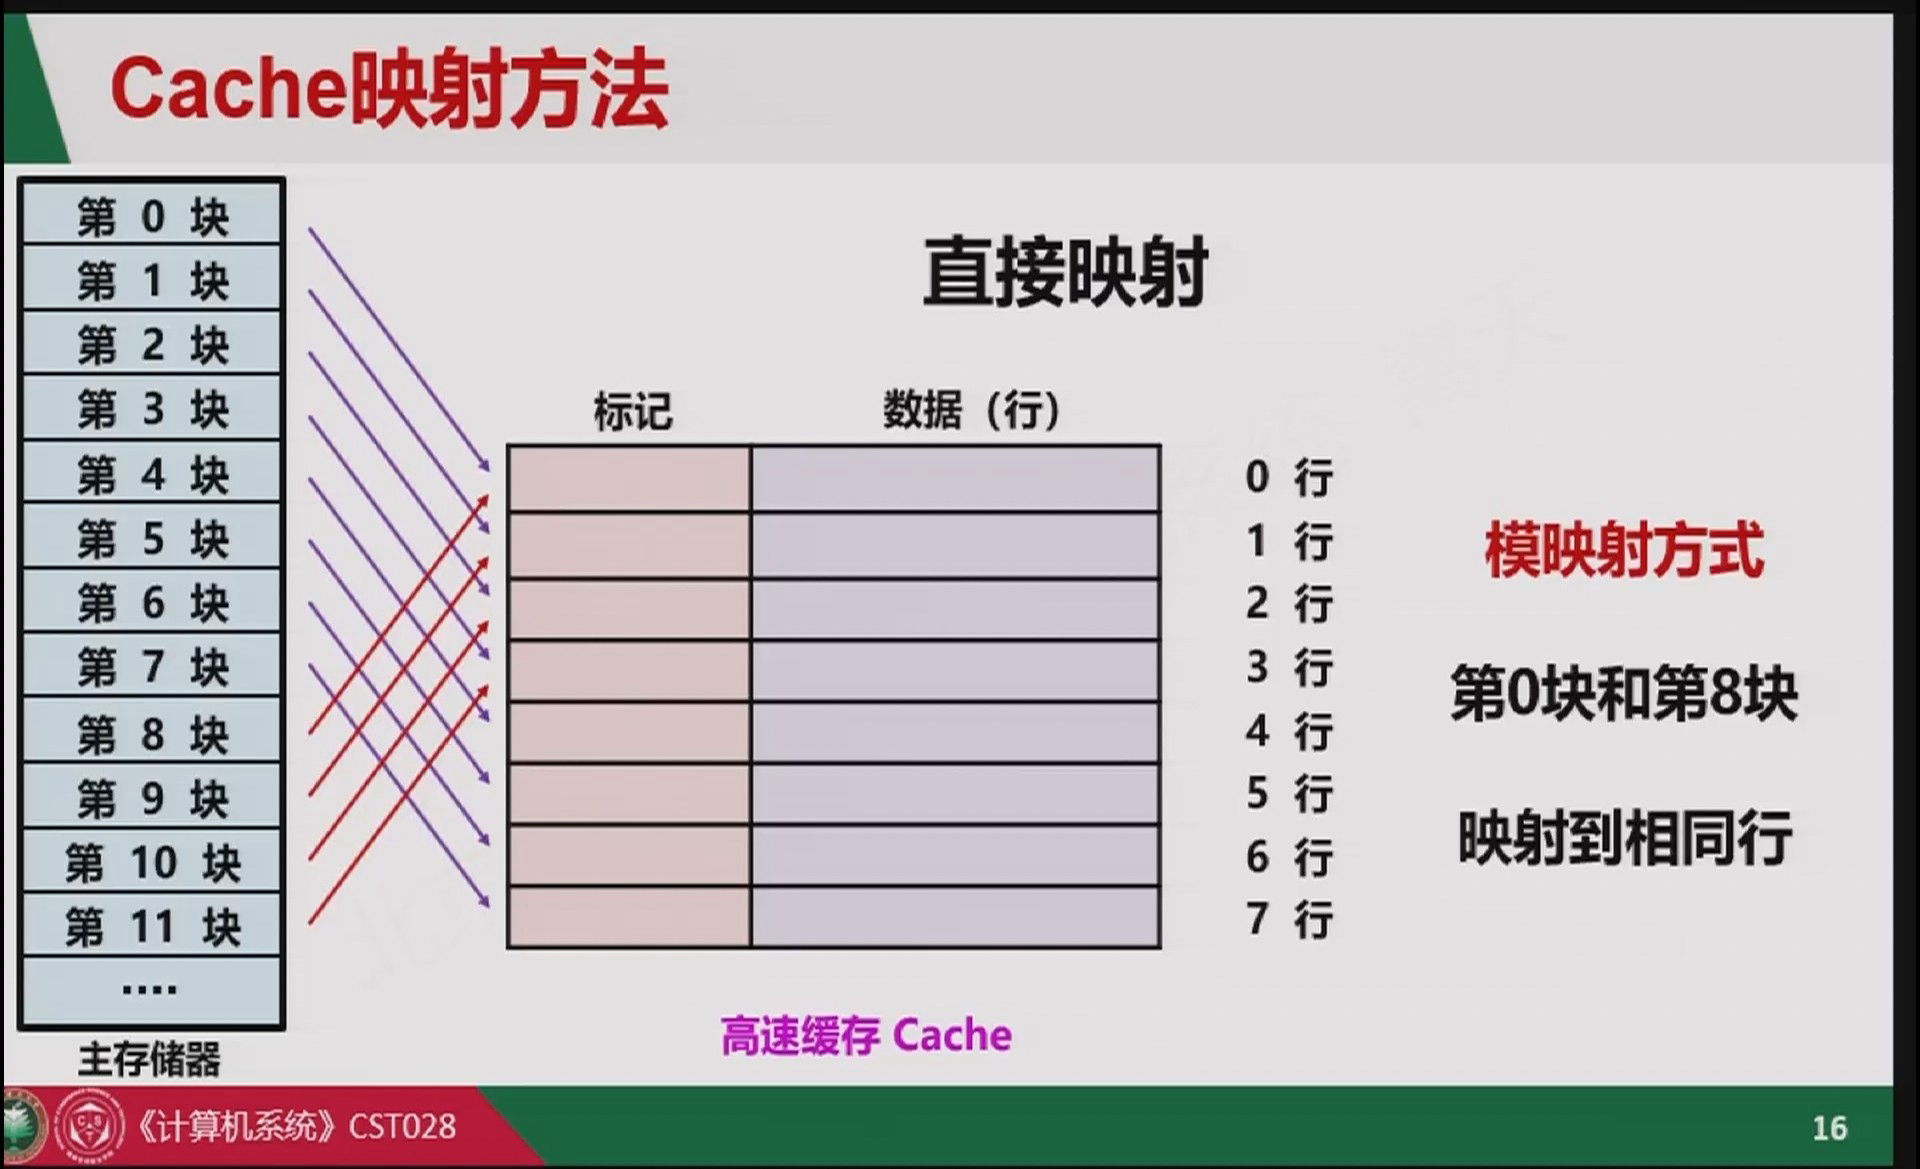 Cache映射方法
第 0 块
第 1 块
第 2 块
第 3 块
第 4 块
第 5 块
第 6 块
第 7 块
第 8 块
第 9 块
第 10 块
第 11 块
....
主存储器
直接映射
标记
数据（行）
0 行
1 行
2 行
3 行
4 行
5 行
6 行
7 行
高速缓存 Cache
模映射方式
第0块和第8块
映射到相同行
《计算机系统》CST028
16